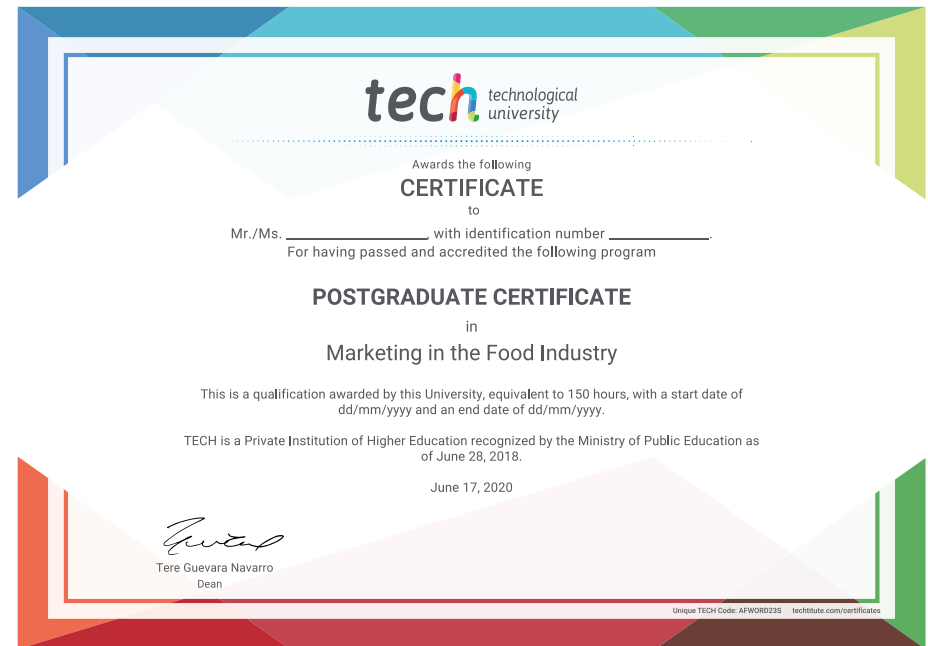 tech technological
university
Awards the following
CERTIFICATE
to
Mr./Ms. ____________________, with identification number ______________.
For having passed and accredited the following program
POSTGRADUATE CERTIFICATE
in
Marketing in the Food Industry
This is a qualification awarded by this University, equivalent to 150 hours, with a start date of
dd/mm/yyyy and an end date of dd/mm/yyyy.
TECH is a Private Institution of Higher Education recognized by the Ministry of Public Education as
of June 28, 2018.
June 17, 2020
Tere Guevara Navarro
Dean
Unique TECH Code: AFWORD23S techtitute.com/certificates